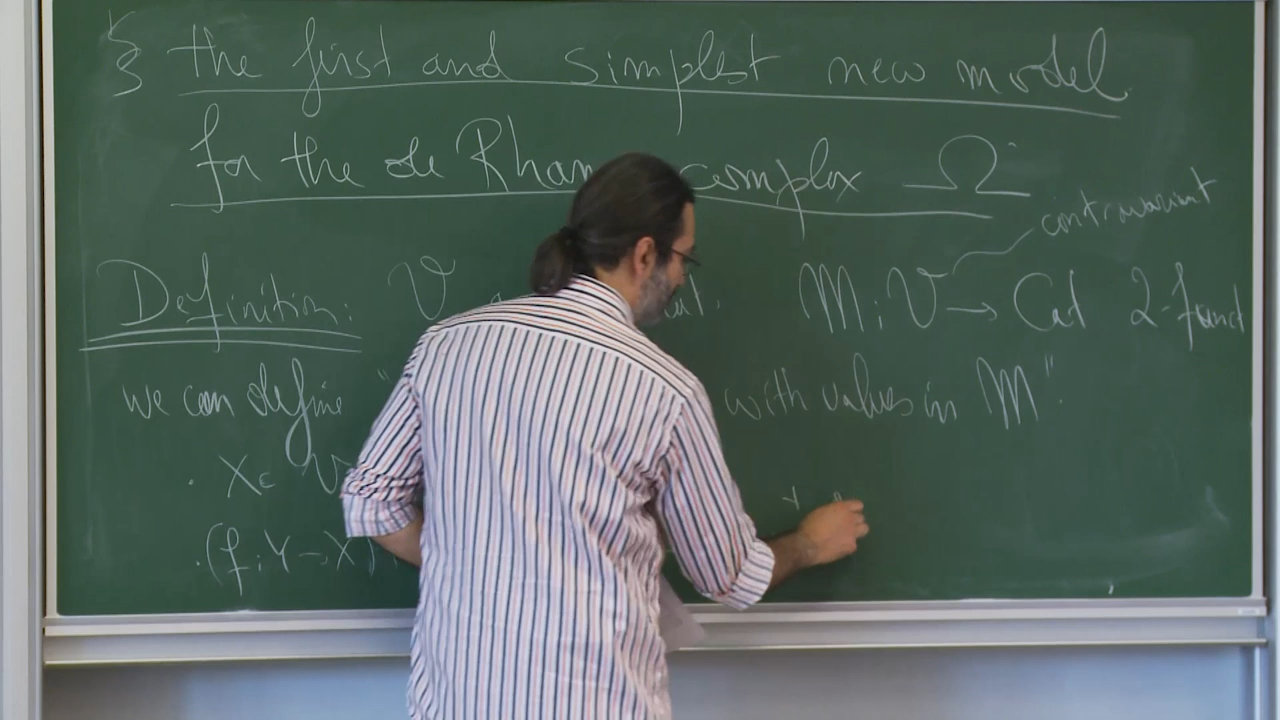 § the first and simplest new model
for the de Rham complex Ω
contravariant
Definition: V M: V → Cat 2-funct
we can define " with values in M":
· X ∈ V
· (f: Y → X)